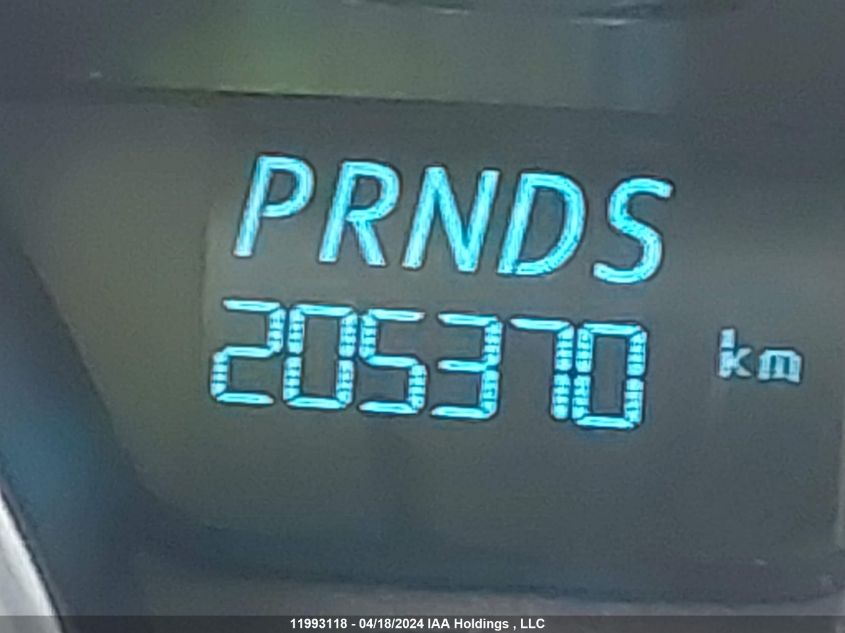 PRNDS
205370 km
11993118 - 04/18/2024 IAA Holdings , LLC